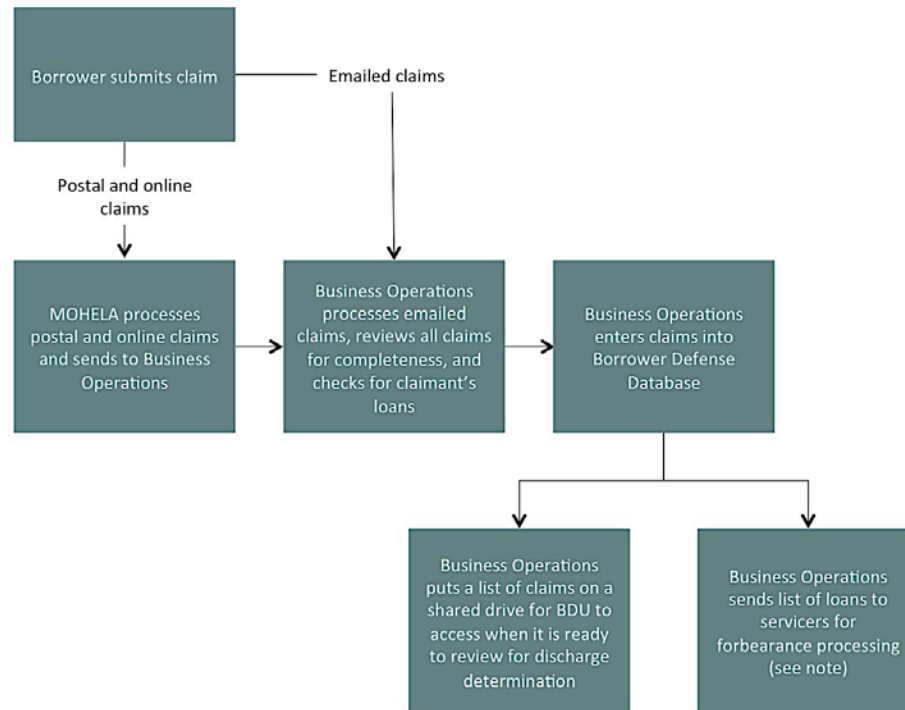 Borrower submits claim
Emailed claims
Postal and online
claims
MOHELA processes
postal and online claims
and sends to Business
Operations
Business Operations
processes emailed
claims, reviews all claims
for completeness, and
checks for claimant's
loans
Business Operations
enters claims into
Borrower Defense
Database
Business Operations
puts a list of claims on a
shared drive for BDU to
access when it is ready
to review for discharge
determination
Business Operations
sends list of loans to
servicers for
forbearance processing
(see note)